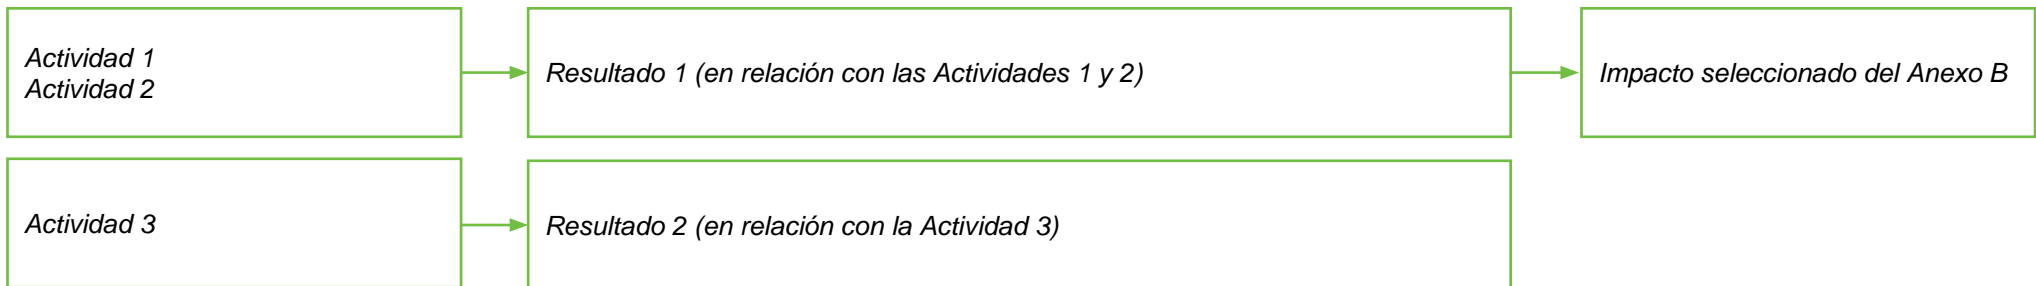 Actividad 1
Actividad 2
Resultado 1 (en relación con las Actividades 1 y 2)
Impacto seleccionado del Anexo B
Actividad 3
Resultado 2 (en relación con la Actividad 3)